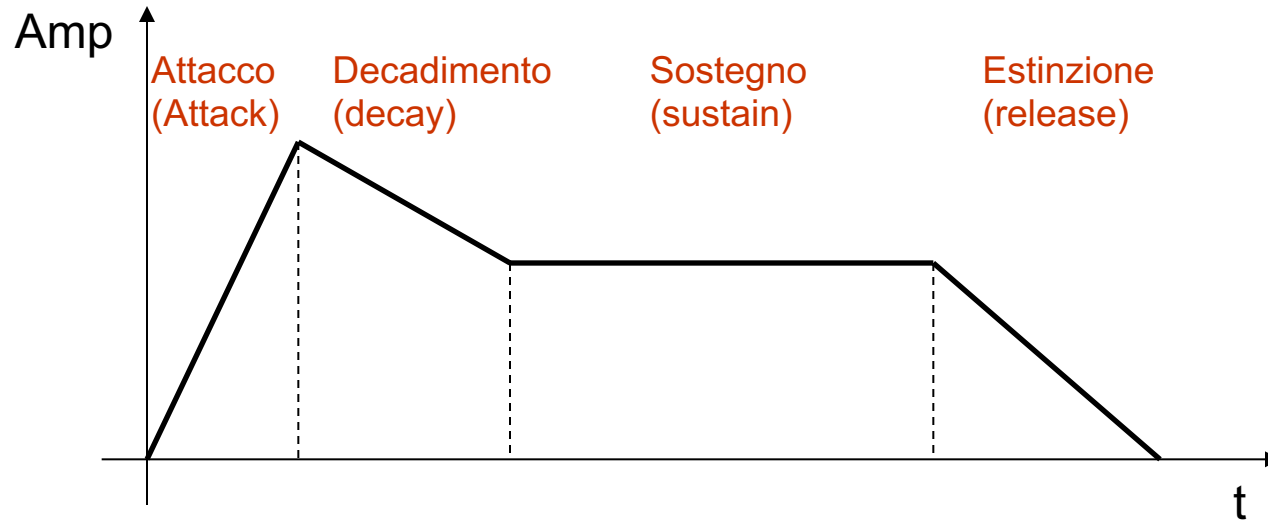 Amp
Attacco
(Attack)
Decadimento
(decay)
Sostegno
(sustain)
Estinzione
(release)
t